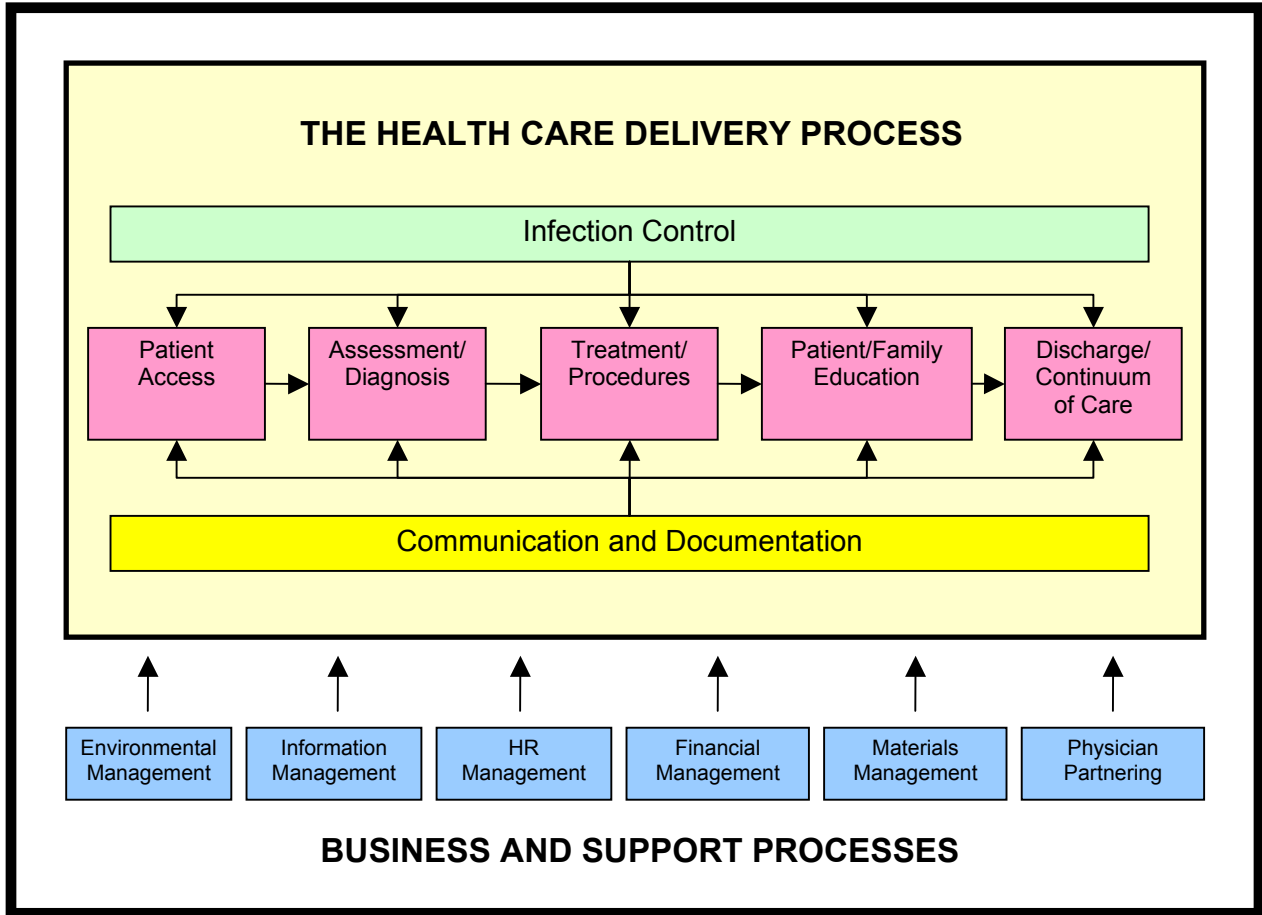 THE HEALTH CARE DELIVERY PROCESS
Infection Control
Patient
Access
Assessment/
Diagnosis
Treatment/
Procedures
Patient/Family
Education
Discharge/
Continuum
of Care
Communication and Documentation
Environmental
Management
Information
Management
HR
Management
Financial
Management
Materials
Management
Physician
Partnering
BUSINESS AND SUPPORT PROCESSES